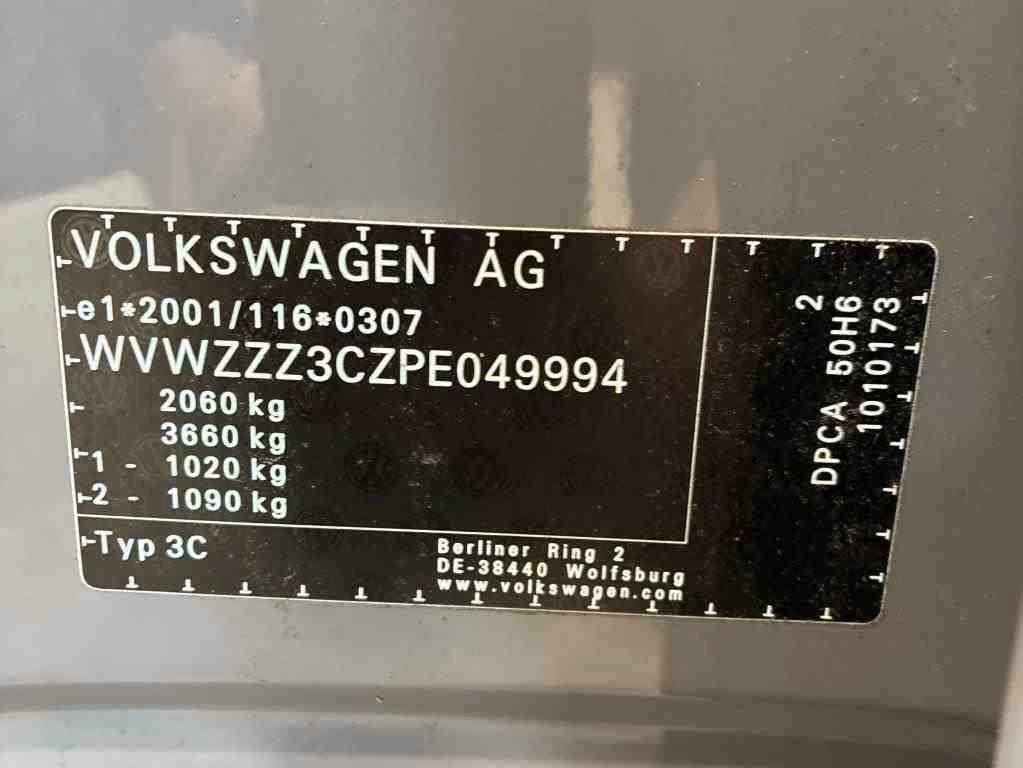 VOLKSWAGEN AG
e1*2001/116*0307
WVWZZZ3CZPE049994
2060 kg
3660 kg
1 - 1020 kg
2 - 1090 kg
Typ 3C
Berliner Ring 2
DE-38440 Wolfsburg
www.volkswagen.com
2
DPCA 50H6
1010173